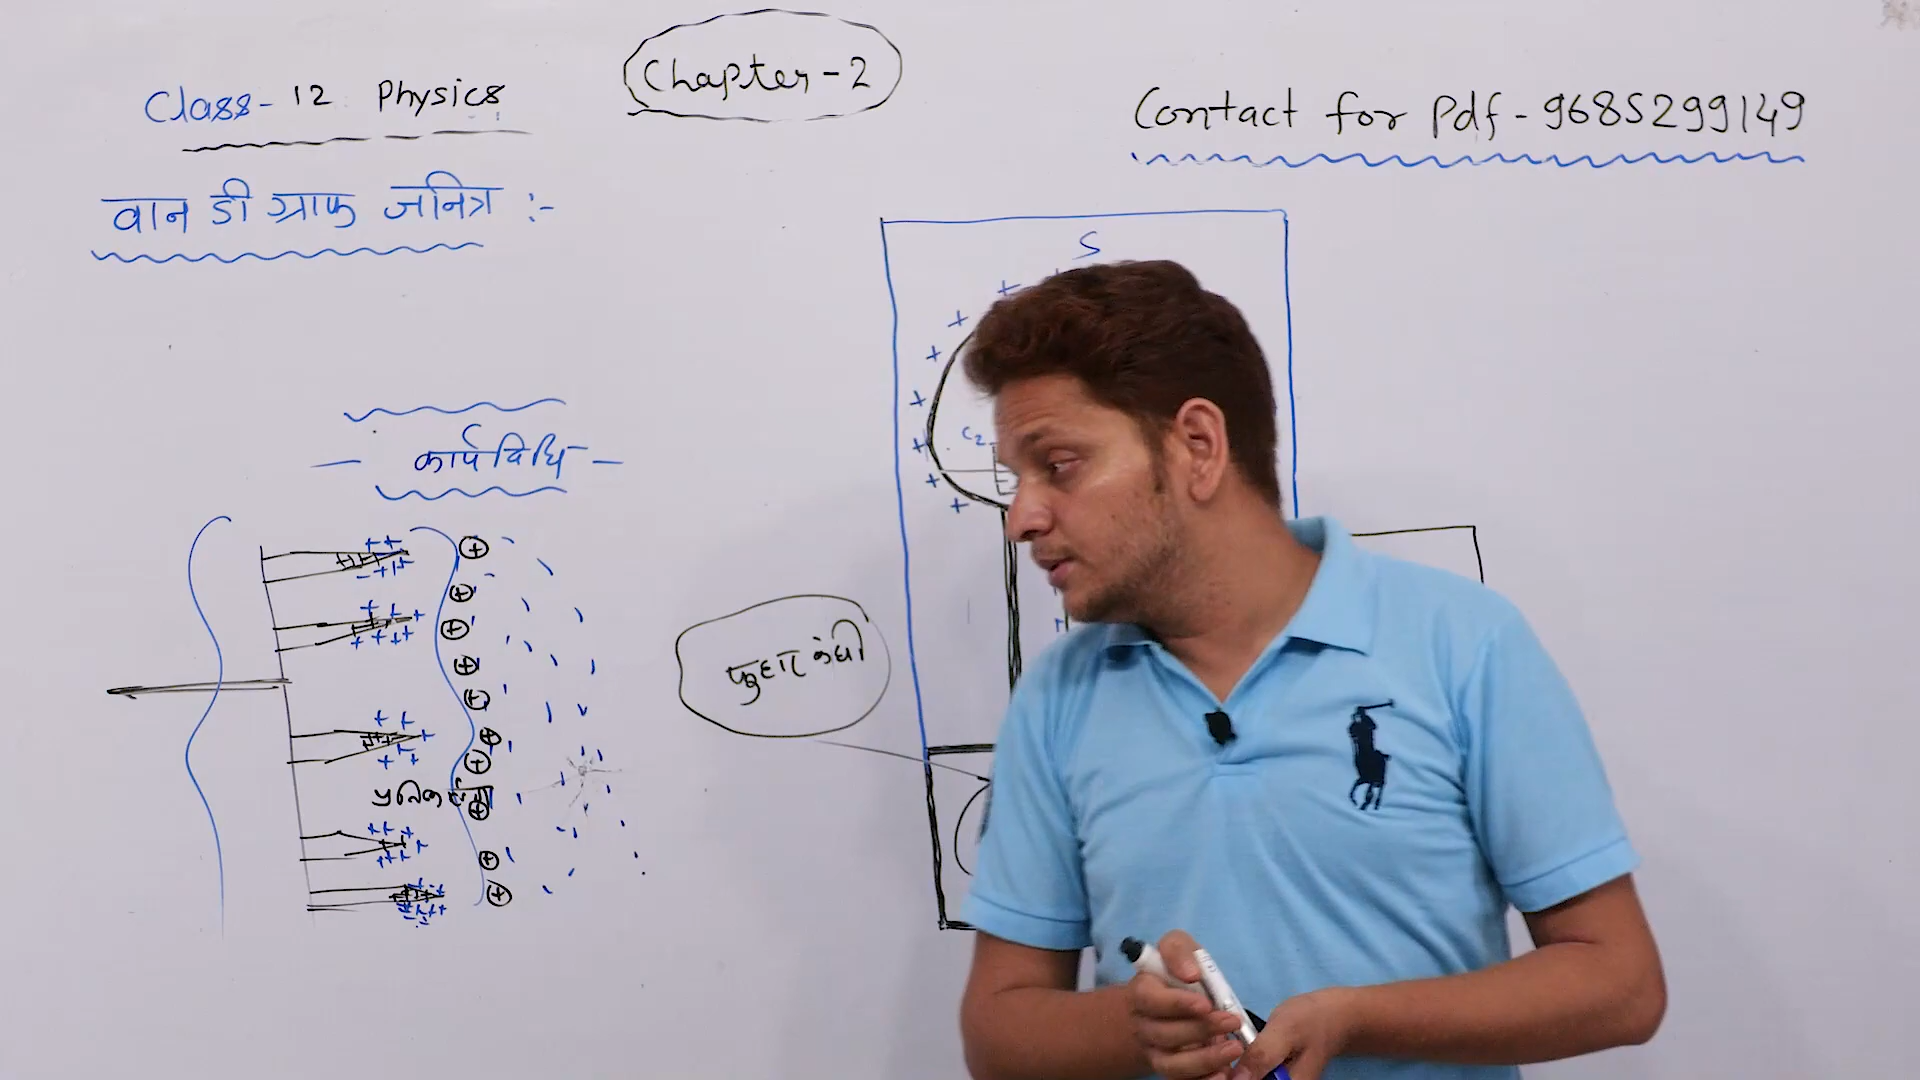 Chapter-2
Class-12 Physics
Contact for Pdf-9685299149
वान डी ग्राफ जनित्र :-
S
C2
- कार्यविधि -
फुहार कंघी